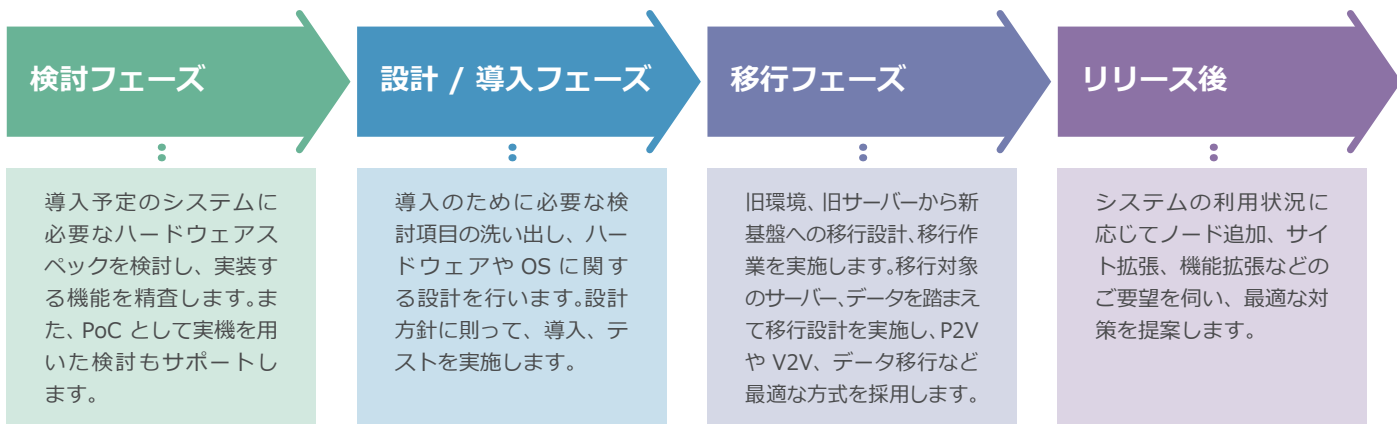 検討フェーズ
導入予定のシステムに
必要なハードウェアス
ペックを検討し、実装す
る機能を精査します。ま
た、PoC として実機を用
いた検討もサポートし
ます。
設計 / 導入フェーズ
導入のために必要な検
討項目の洗い出し、ハー
ドウェアや OS に関す
る設計を行います。設計
方針に則って、導入、テ
ストを実施します。
移行フェーズ
旧環境、旧サーバーから新
基盤への移行設計、移行作
業を実施します。移行対象
のサーバー、データを踏まえ
て移行設計を実施し、P2V
や V2V、データ移行など
最適な方式を採用します。
リリース後
システムの利用状況に
応じてノード追加、サイ
ト拡張、機能拡張などの
ご要望を伺い、最適な対
策を提案します。